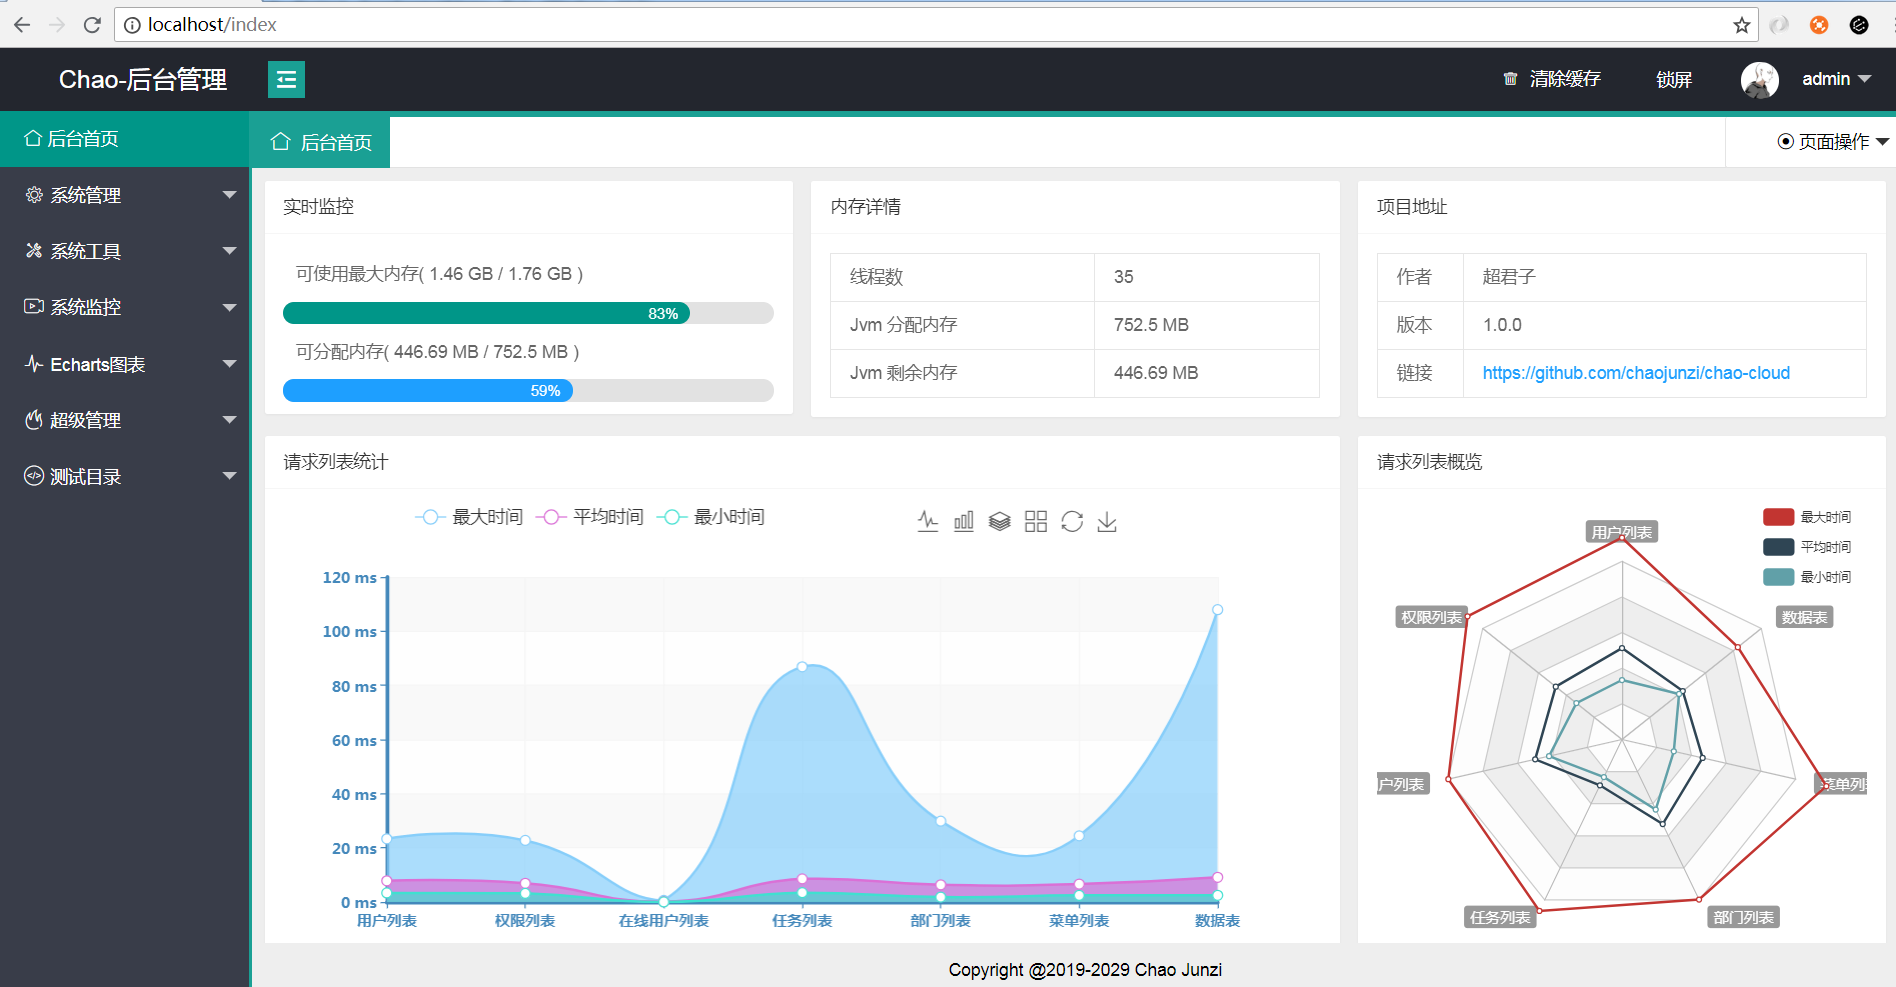 localhost/index
Chao-后台管理
清除缓存
锁屏
admin
后台首页
系统管理
系统工具
系统监控
Echarts图表
超级管理
测试目录
后台首页
页面操作
实时监控
可使用最大内存( 1.46 GB / 1.76 GB )
83%
可分配内存( 446.69 MB / 752.5 MB )
59%
内存详情
线程数 35
Jvm 分配内存 752.5 MB
Jvm 剩余内存 446.69 MB
项目地址
作者 超君子
版本 1.0.0
链接 https://github.com/chaojunzi/chao-cloud
请求列表统计
最大时间 平均时间 最小时间
120 ms
100 ms
80 ms
60 ms
40 ms
20 ms
0 ms
用户列表 权限列表 在线用户列表 任务列表 部门列表 菜单列表 数据表
请求列表概览
最大时间
平均时间
最小时间
用户列表
权限列表
数据表
户列表
菜单列
任务列表
部门列表
Copyright @2019-2029 Chao Junzi